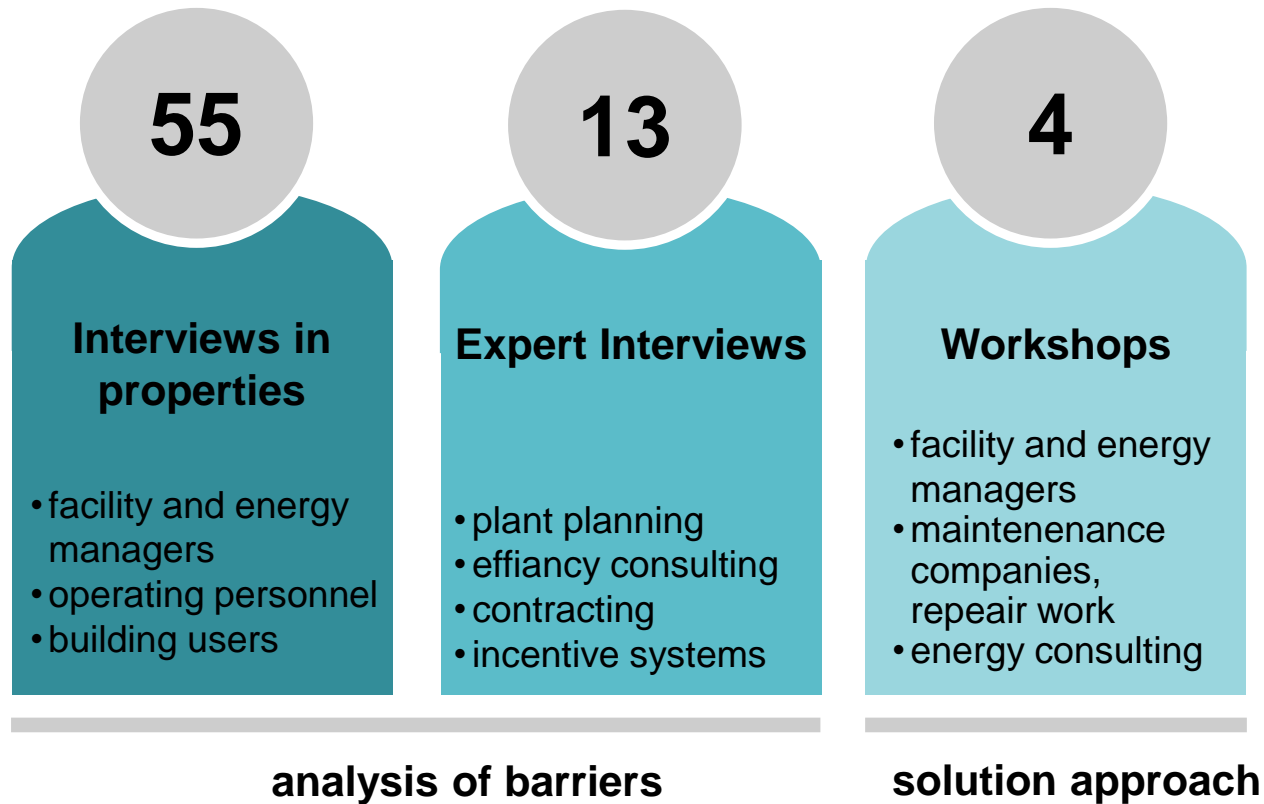 55
Interviews in
properties
• facility and energy
managers
• operating personnel
• building users
13
Expert Interviews
• plant planning
• effiancy consulting
• contracting
• incentive systems
4
Workshops
• facility and energy
managers
• maintenenance
companies,
repeair work
• energy consulting
analysis of barriers
solution approach